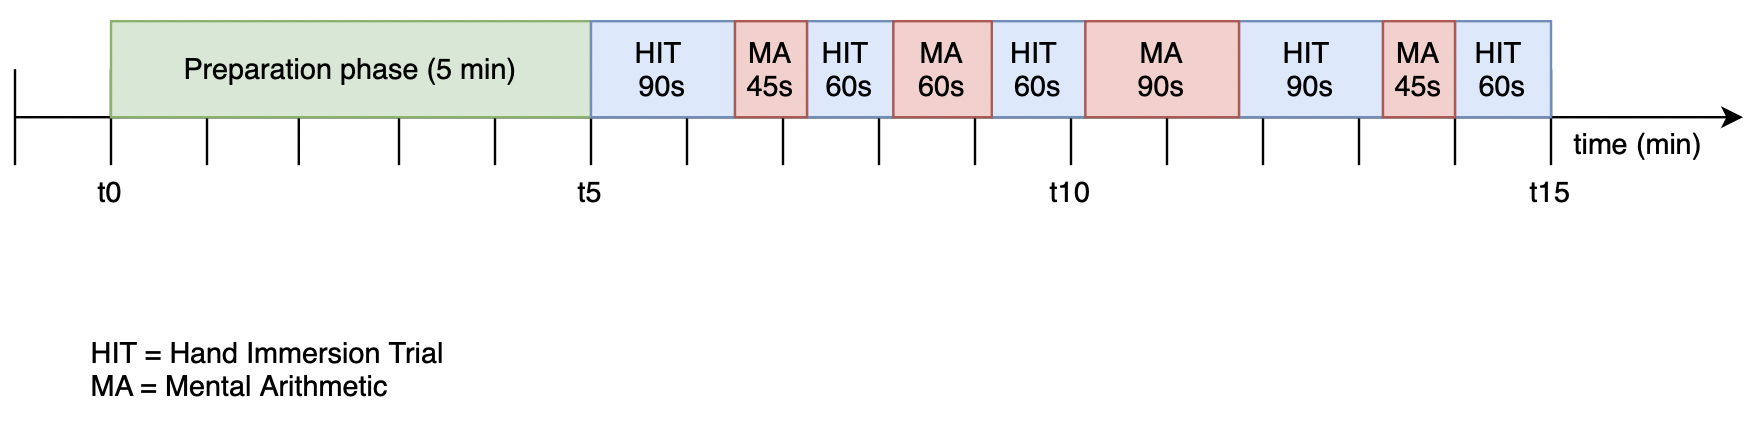 Preparation phase (5 min)
HIT
90s
MA
45s
HIT
60s
MA
60s
HIT
60s
MA
90s
HIT
90s
MA
45s
HIT
60s
time (min)
t0
t5
t10
t15
HIT = Hand Immersion Trial
MA = Mental Arithmetic